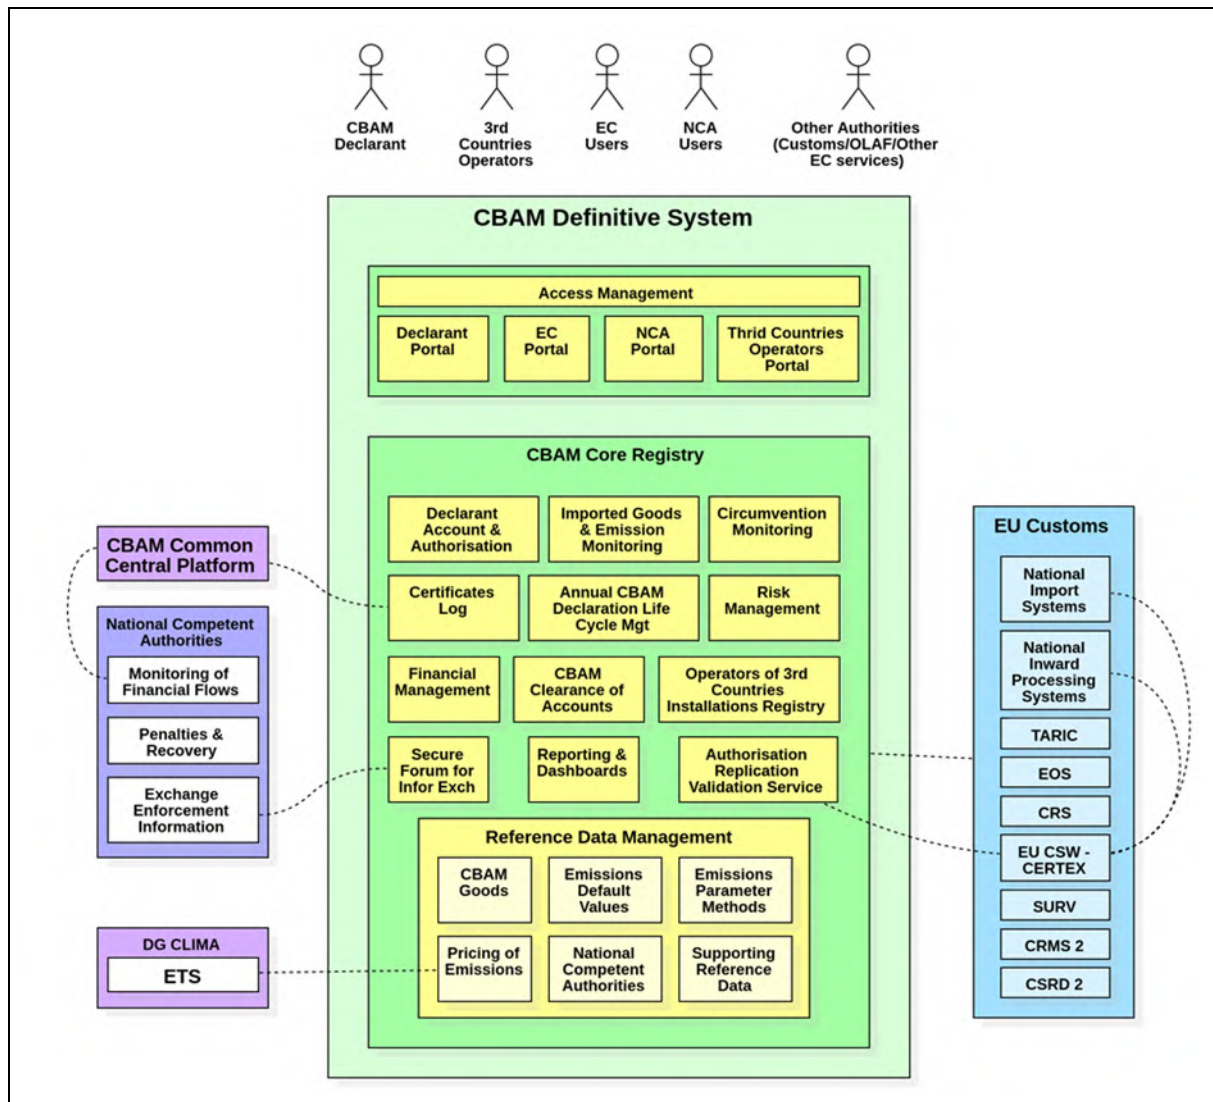 CBAM
Declarant
3rd
Countries
Operators
EC
Users
NCA
Users
Other Authorities
(Customs/OLAF/Other
EC services)
CBAM Definitive System
Access Management
Declarant
Portal
EC
Portal
NCA
Portal
Thrid Countries
Operators
Portal
CBAM Core Registry
Declarant
Account &
Authorisation
Imported Goods
& Emission
Monitoring
Circumvention
Monitoring
Certificates
Log
Annual CBAM
Declaration Life
Cycle Mgt
Risk
Management
Financial
Management
CBAM
Clearance of
Accounts
Operators of 3rd
Countries
Installations Registry
Secure
Forum for
Infor Exch
Reporting &
Dashboards
Authorisation
Replication
Validation Service
Reference Data Management
CBAM
Goods
Emissions
Default
Values
Emissions
Parameter
Methods
Pricing of
Emissions
National
Competent
Authorities
Supporting
Reference
Data
CBAM Common
Central Platform
National Competent
Authorities
Monitoring of
Financial Flows
Penalties &
Recovery
Exchange
Enforcement
Information
DG CLIMA
ETS
EU Customs
National
Import
Systems
National
Inward
Processing
Systems
TARIC
EOS
CRS
EU CSW -
CERTEX
SURV
CRMS 2
CSRD 2